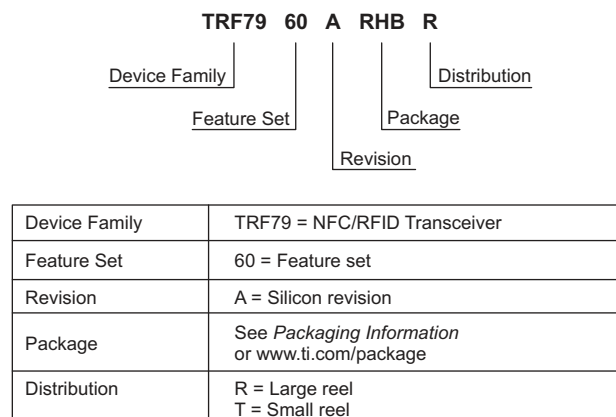 TRF79 60 A RHB R
Device Family
Distribution
Feature Set
Package
Revision
Device Family TRF79 = NFC/RFID Transceiver
Feature Set 60 = Feature set
Revision A = Silicon revision
Package See Packaging Information
or www.ti.com/package
Distribution R = Large reel
T = Small reel